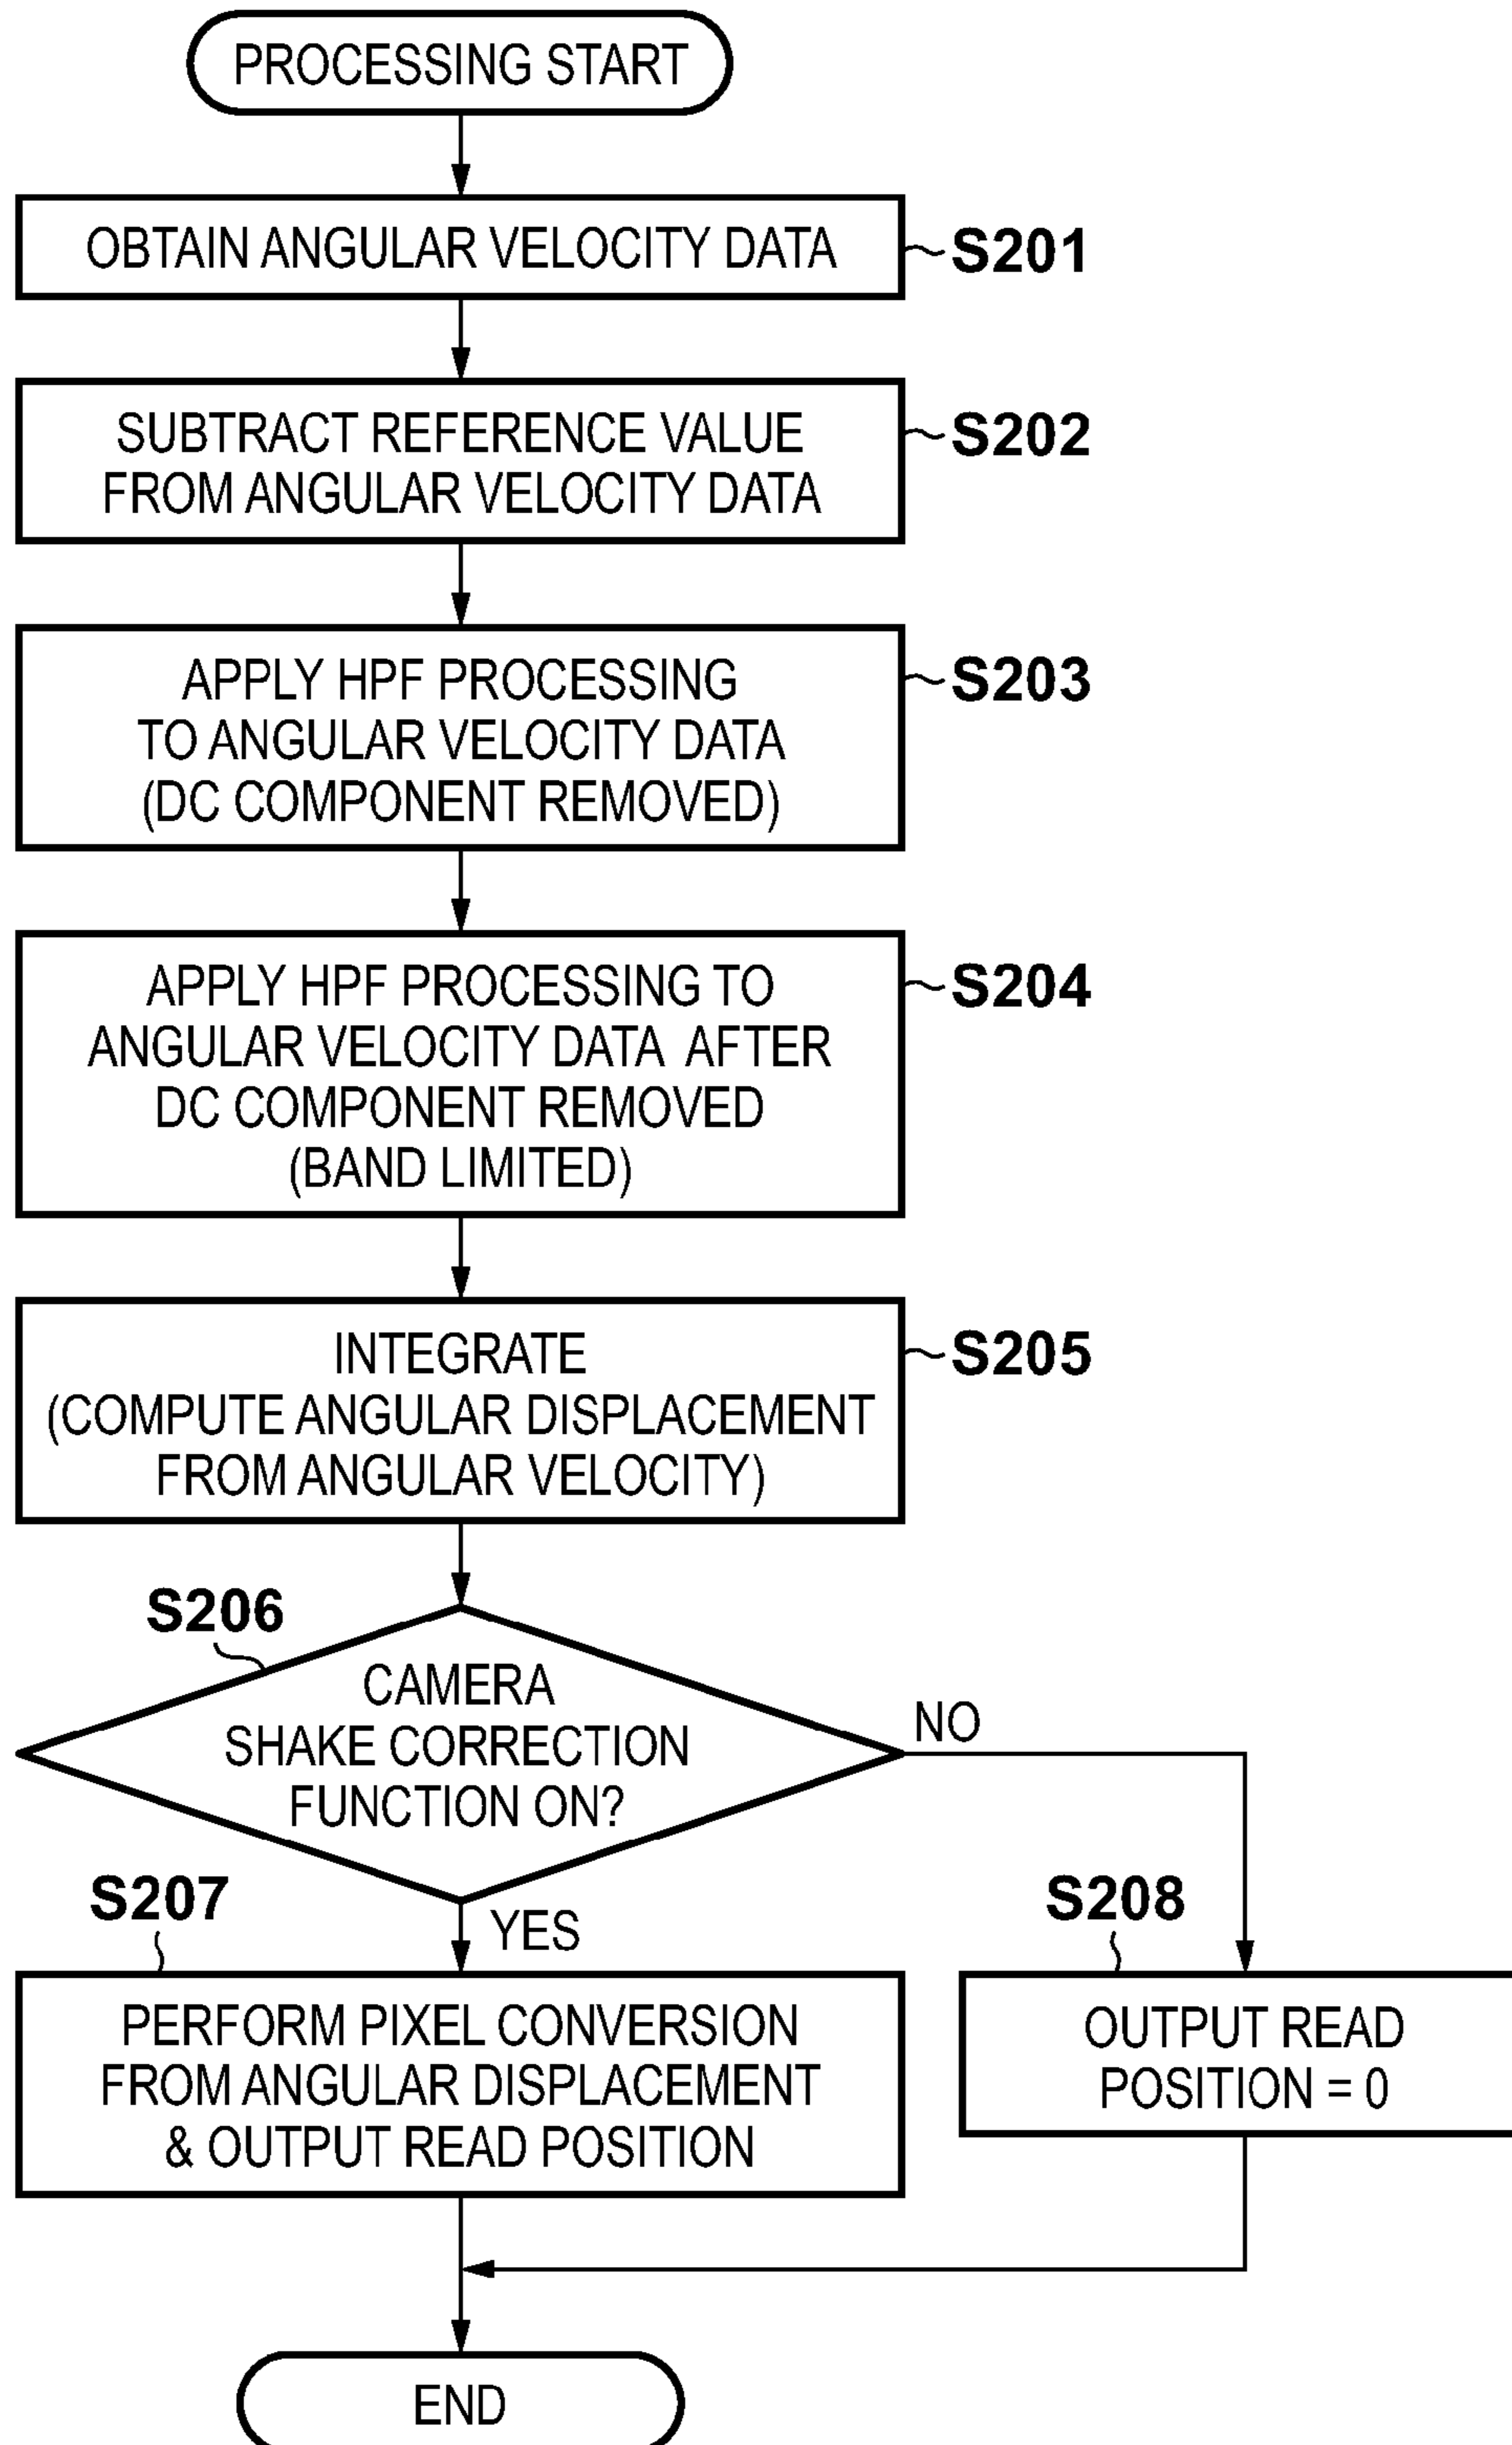 PROCESSING START
OBTAIN ANGULAR VELOCITY DATA
S201
SUBTRACT REFERENCE VALUE
FROM ANGULAR VELOCITY DATA
S202
APPLY HPF PROCESSING
TO ANGULAR VELOCITY DATA
(DC COMPONENT REMOVED)
S203
APPLY HPF PROCESSING TO
ANGULAR VELOCITY DATA AFTER
DC COMPONENT REMOVED
(BAND LIMITED)
S204
INTEGRATE
(COMPUTE ANGULAR DISPLACEMENT
FROM ANGULAR VELOCITY)
S205
S206
CAMERA
SHAKE CORRECTION
FUNCTION ON?
NO
YES
S207
PERFORM PIXEL CONVERSION
FROM ANGULAR DISPLACEMENT
& OUTPUT READ POSITION
S208
OUTPUT READ
POSITION = 0
END